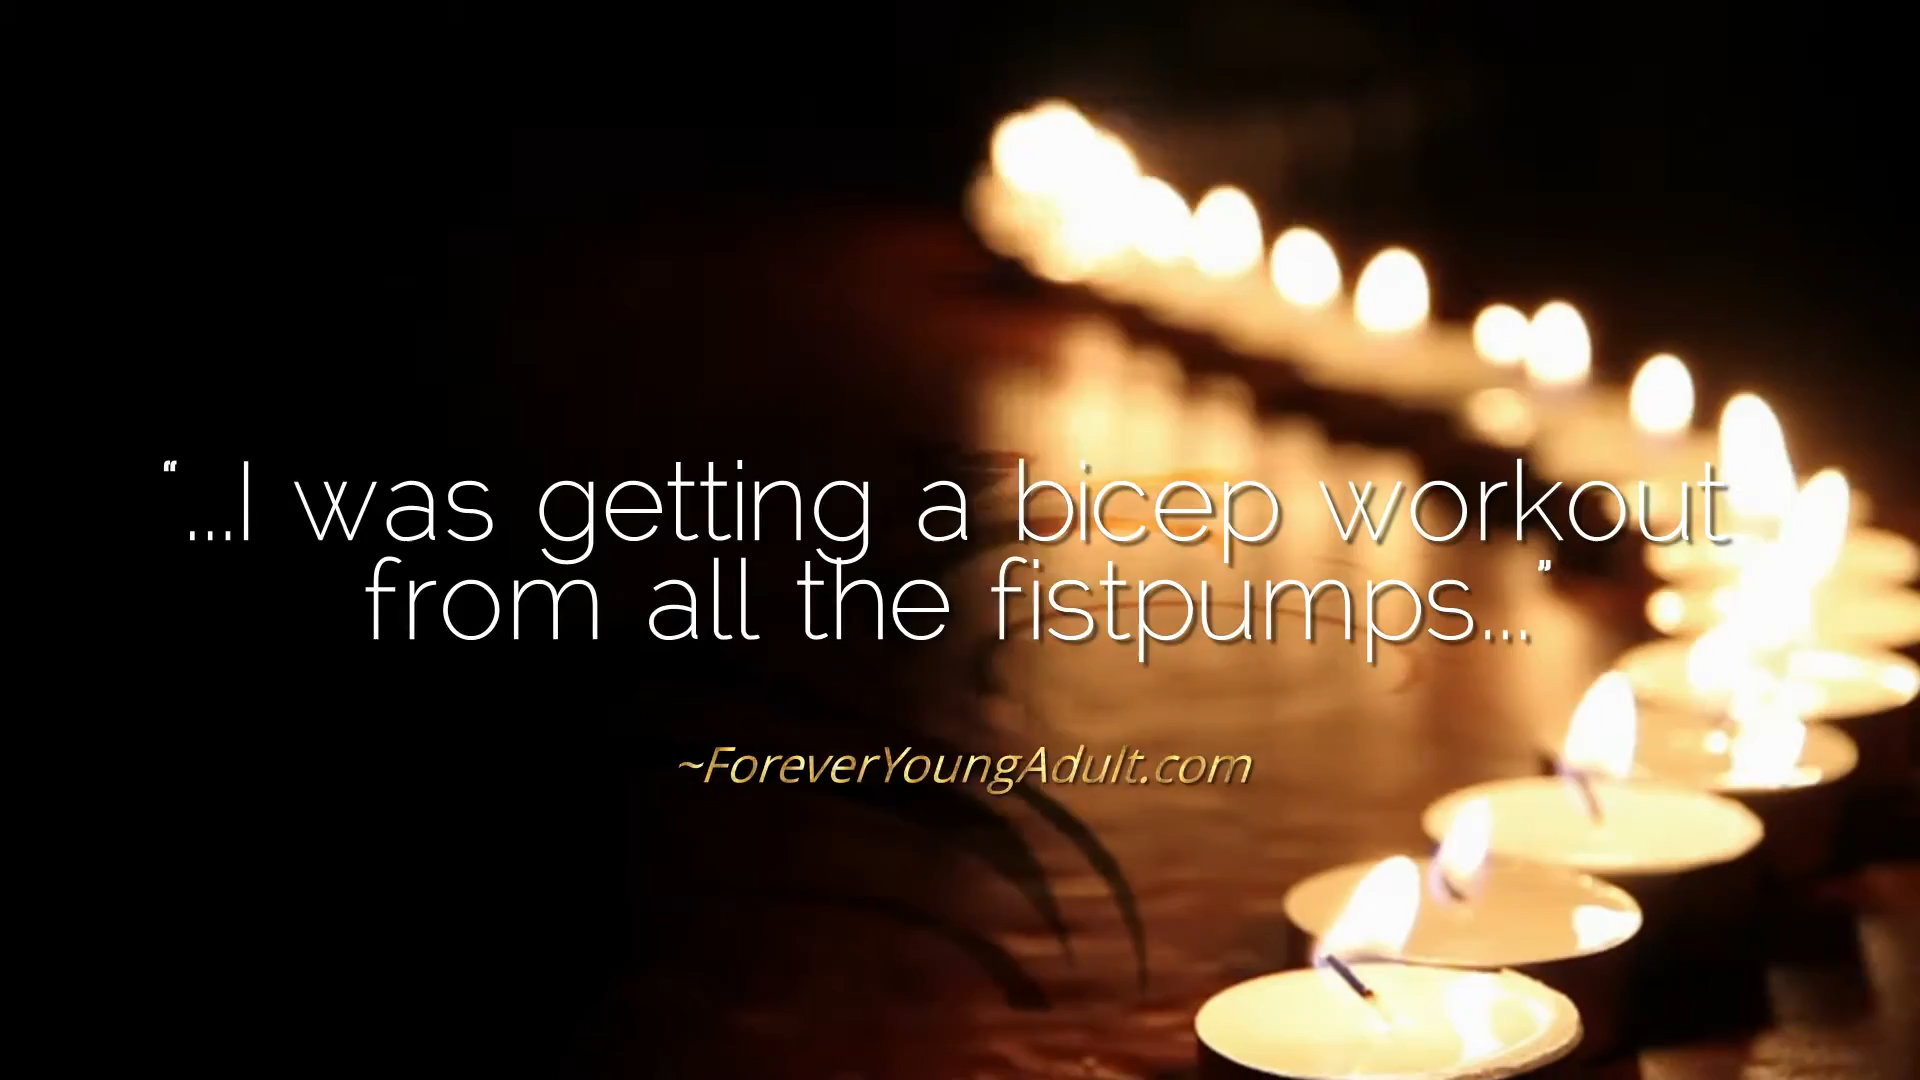 “...I was getting a bicep workout
from all the fistpumps...”
~ForeverYoungAdult.com